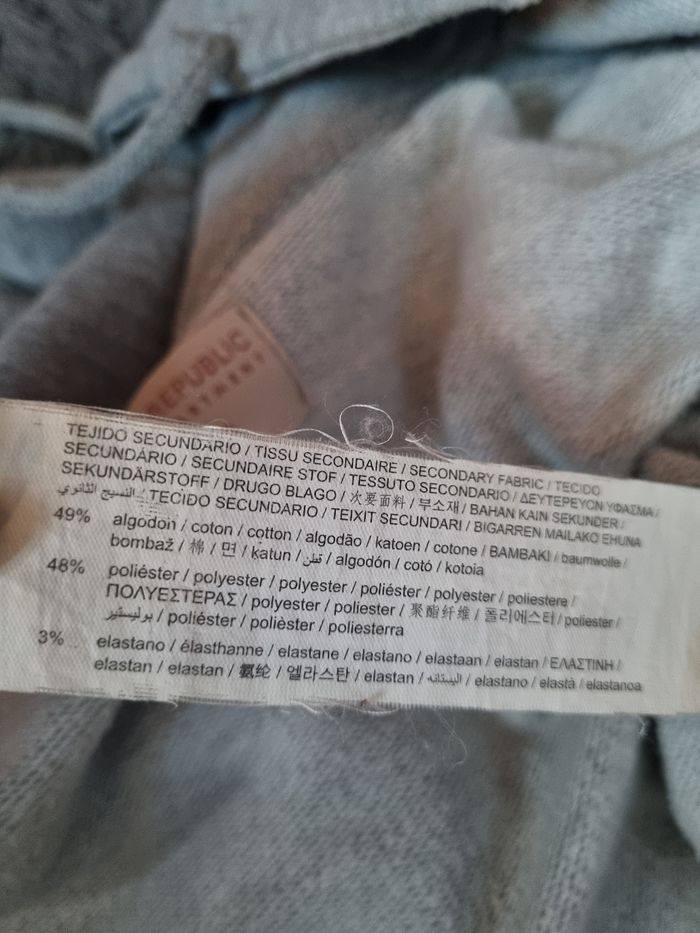 REPUBLIC
TEJIDO SECUNDARIO / TISSU SECONDAIRE / SECONDARY FABRIC / TECIDO
SECUNDÁRIO / SECUNDAIRE STOF / TESSUTO SECONDARIO / ΔΕΥΤΕΡΕΥΟΝ ΥΦΑΣΜΑ /
SEKUNDÄRSTOFF / DRUGO BLAGO / 次要面料 / 부소재 / BAHAN KAIN SEKUNDER /
النسيج الثانوي / TECIDO SECUNDARIO / TEIXIT SECUNDARI / BIGARREN MAILAKO EHUNA
49% algodón / coton / cotton / algodão / katoen / cotone / BAMBAKI / baumwolle /
bombaž / 棉 / 면 / katun / قطن / algodón / cotó / kotoia
48% poliéster / polyester / polyester / poliéster / polyester / poliestere /
ΠΟΛΥΕΣΤΕΡΑΣ / polyester / poliester / 聚酯纤维 / 폴리에스터 / poliester /
بوليستير / poliéster / polièster / poliesterra
3% elastano / élasthanne / elastane / elastano / elastaan / elastan / ΕΛΑΣΤΙΝΗ /
elastan / elastan / 氨纶 / 엘라스탄 / elastan / اليستانه / elastano / elastà / elastanoa